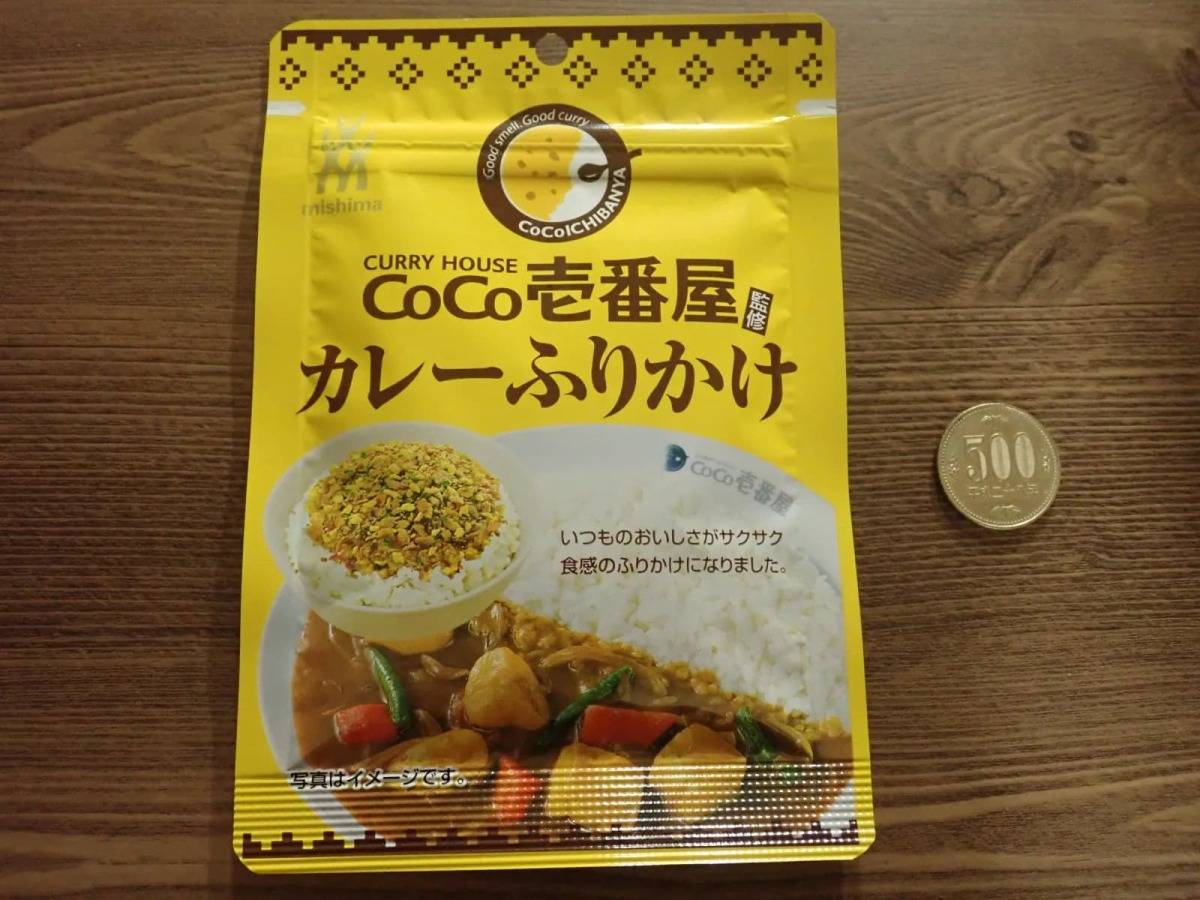 Good smell. Good curry
CoCoICHIBANYA
mishima
CURRY HOUSE
CoCo壱番屋
監修
カレーふりかけ
CoCo壱番屋
いつものおいしさがサクサク
食感のふりかけになりました。
500
写真はイメージです。